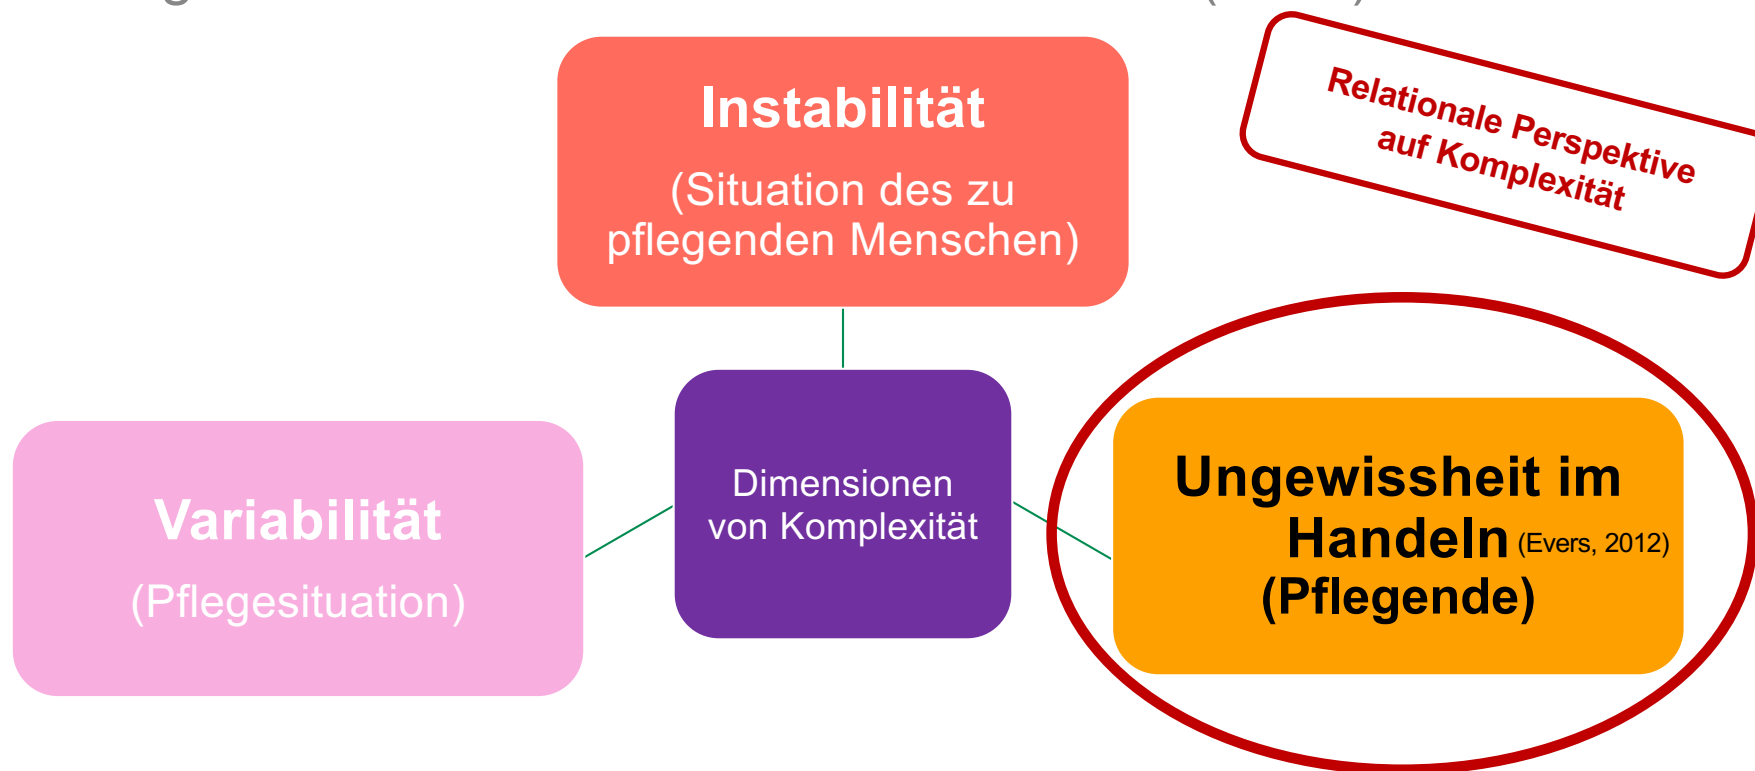 Instabilität
(Situation des zu
pflegenden Menschen)
Relationale Perspektive
auf Komplexität
Dimensionen
von Komplexität
Variabilität
(Pflegesituation)
Ungewissheit im
Handeln (Evers, 2012)
(Pflegende)